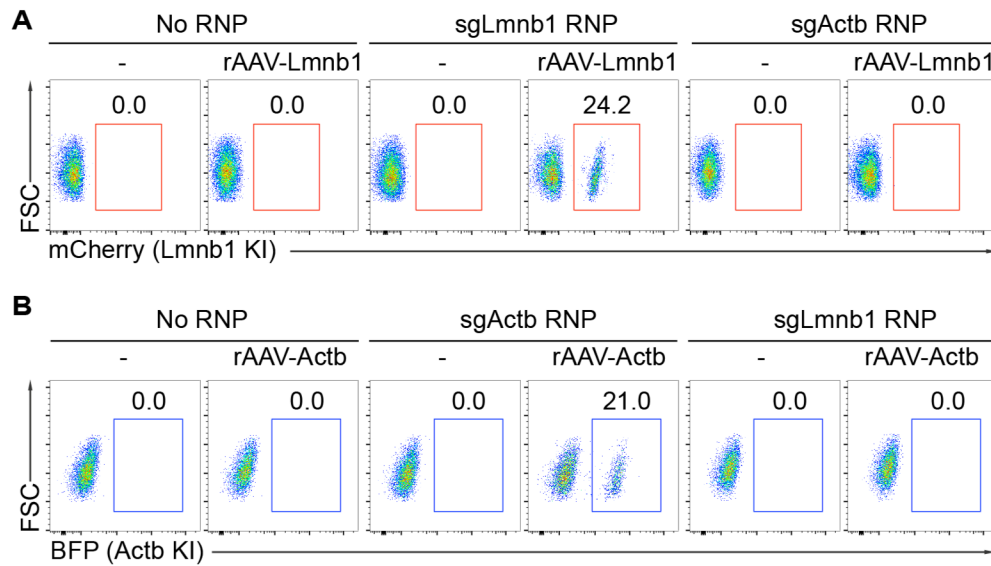 A
No RNP sgLmnb1 RNP sgActb RNP
- rAAV-Lmnb1 - rAAV-Lmnb1 - rAAV-Lmnb1
0.0 0.0 0.0 24.2 0.0 0.0
FSC
mCherry (Lmnb1 KI)
B
No RNP sgActb RNP sgLmnb1 RNP
- rAAV-Actb - rAAV-Actb - rAAV-Actb
0.0 0.0 0.0 21.0 0.0 0.0
FSC
BFP (Actb KI)